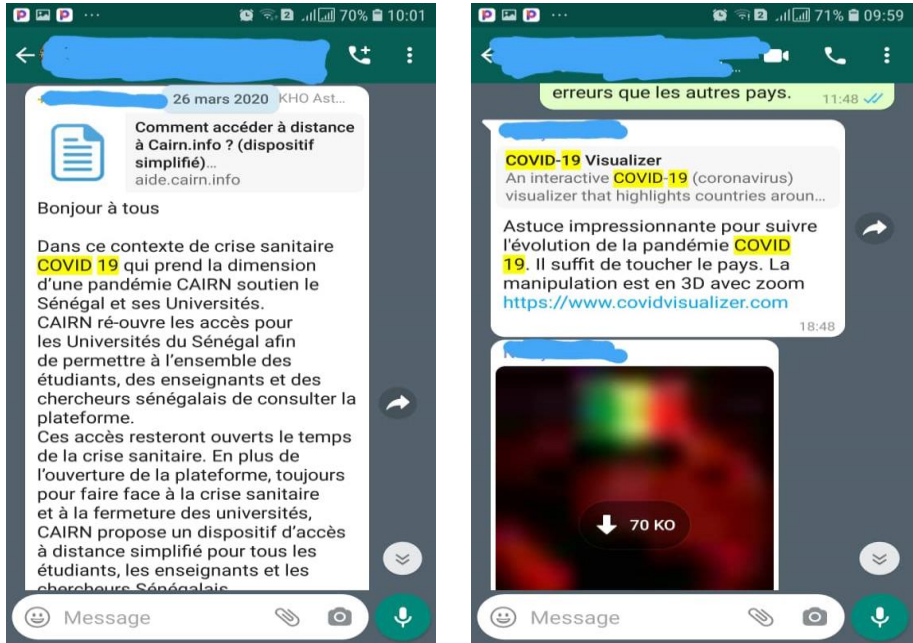 70% 10:01
26 mars 2020 KHO Ast...
Comment accéder à distance
à Cairn.info ? (dispositif
simplifié)...
aide.cairn.info
Bonjour à tous
Dans ce contexte de crise sanitaire
COVID 19 qui prend la dimension
d'une pandémie CAIRN soutien le
Sénégal et ses Universités.
CAIRN ré-ouvre les accès pour
les Universités du Sénégal afin
de permettre à l'ensemble des
étudiants, des enseignants et des
chercheurs sénégalais de consulter la
plateforme.
Ces accès resteront ouverts le temps
de la crise sanitaire. En plus de
l'ouverture de la plateforme, toujours
pour faire face à la crise sanitaire
et à la fermeture des universités,
CAIRN propose un dispositif d'accès
à distance simplifié pour tous les
étudiants, les enseignants et les
chercheurs Sénégalais
Message
71% 09:59
erreurs que les autres pays.
11:48
COVID-19 Visualizer
An interactive COVID-19 (coronavirus)
visualizer that highlights countries aroun...
Astuce impressionnante pour suivre
l'évolution de la pandémie COVID
19. Il suffit de toucher le pays. La
manipulation est en 3D avec zoom
https://www.covidvisualizer.com
18:48
70 KO
Message